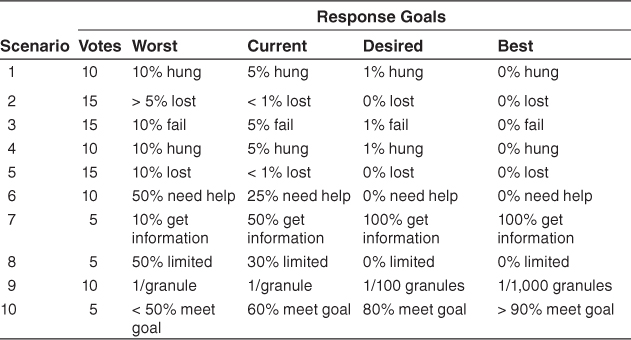 Response Goals
Scenario Votes Worst Current Desired Best
1 10 10% hung 5% hung 1% hung 0% hung
2 15 > 5% lost < 1% lost 0% lost 0% lost
3 15 10% fail 5% fail 1% fail 0% fail
4 10 10% hung 5% hung 1% hung 0% hung
5 15 10% lost < 1% lost 0% lost 0% lost
6 10 50% need help 25% need help 0% need help 0% need help
7 5 10% get 50% get 100% get 100% get
information information information information
8 5 50% limited 30% limited 0% limited 0% limited
9 10 1/granule 1/granule 1/100 granules 1/1,000 granules
10 5 < 50% meet 60% meet goal 80% meet goal > 90% meet goal
goal